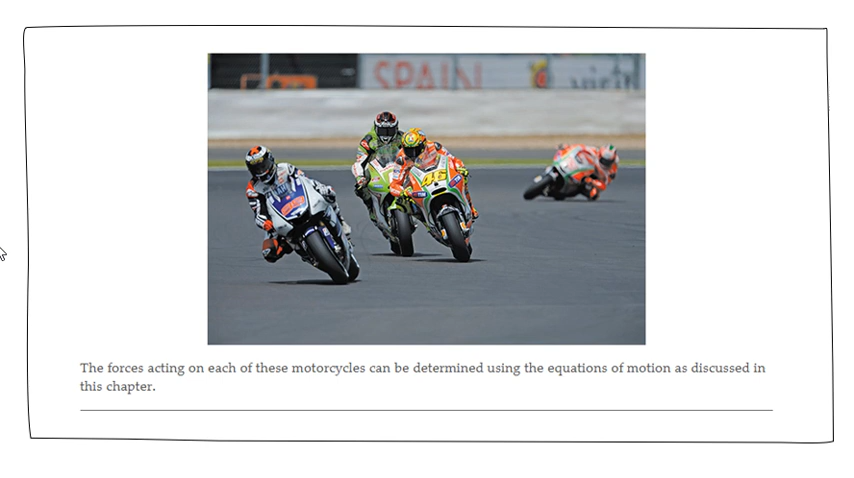 SPAIN
46
The forces acting on each of these motorcycles can be determined using the equations of motion as discussed in
this chapter.